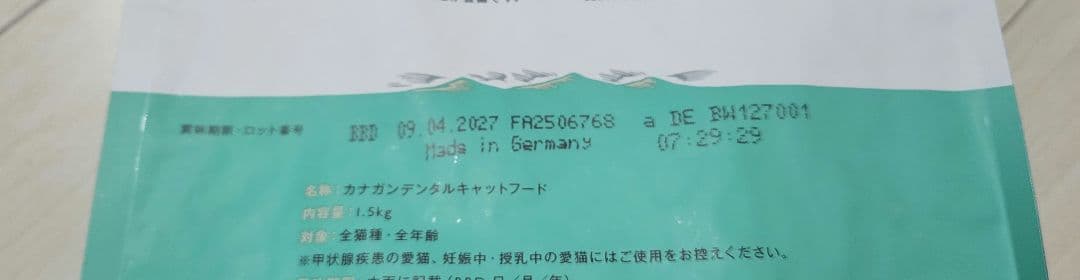 賞味期限・ロット番号 BBD 09.04.2027 FA2506768 a DE BW127001
Made in Germany 07:29:29
名称：カナガンデンタルキャットフード
内容量：1.5kg
対象：全猫種・全年齢
※甲状腺疾患の愛猫、妊娠中・授乳中の愛猫にはご使用をお控えください。